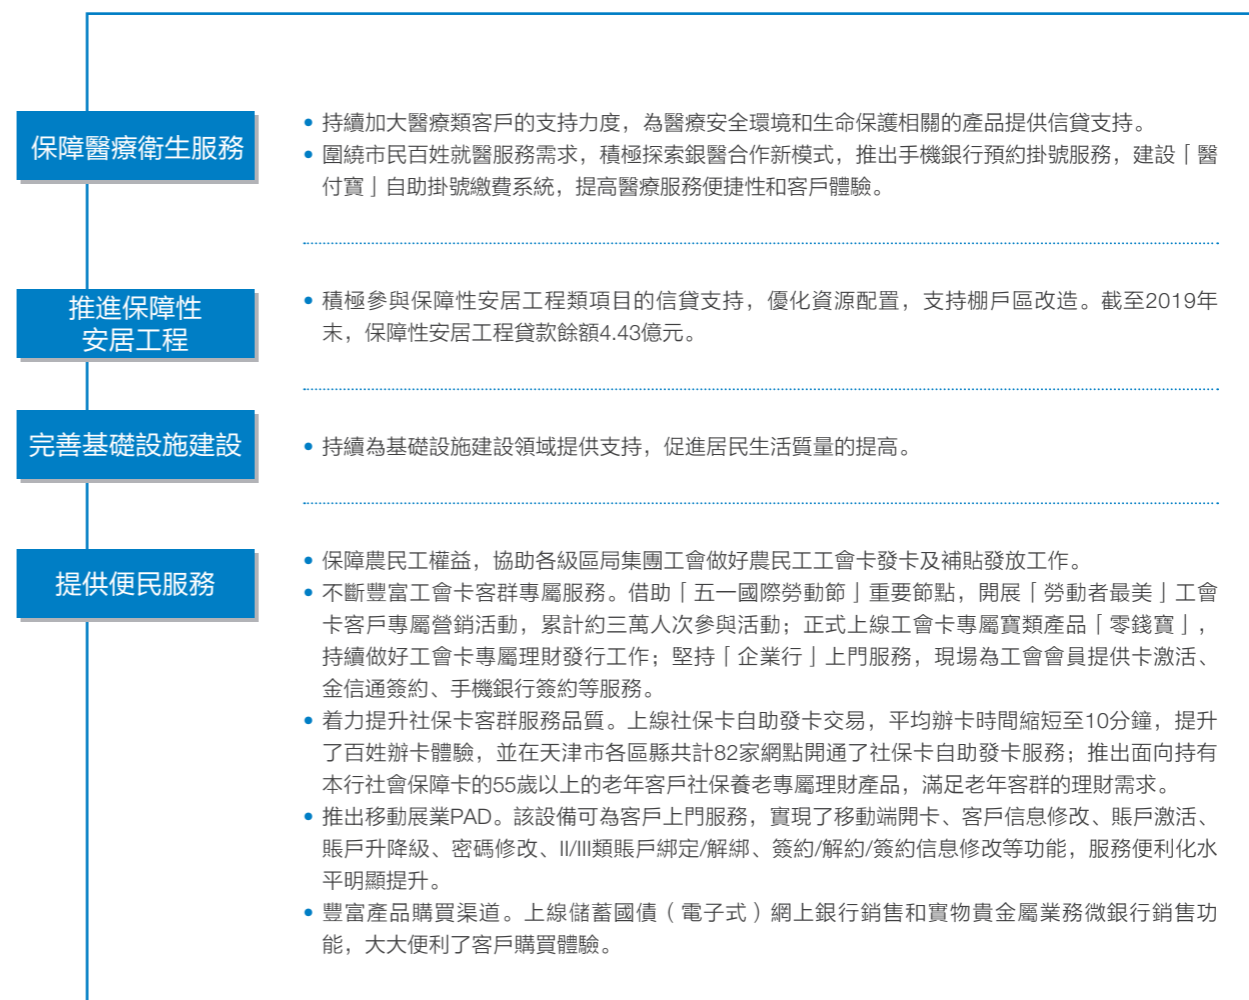 保障醫療衛生服務
• 持續加大醫療類客戶的支持力度，為醫療安全環境和生命保護相關的產品提供信貸支持。
• 圍繞市民百姓就醫服務需求，積極探索銀醫合作新模式，推出手機銀行預約掛號服務，建設「醫
付寶」自助掛號繳費系統，提高醫療服務便捷性和客戶體驗。
推進保障性
安居工程
• 積極參與保障性安居工程類項目的信貸支持，優化資源配置，支持棚戶區改造。截至2019年
末，保障性安居工程貸款餘額4.43億元。
完善基礎設施建設
• 持續為基礎設施建設領域提供支持，促進居民生活質量的提高。
提供便民服務
• 保障農民工權益，協助各級區局集團工會做好農民工工會卡發卡及補貼發放工作。
• 不斷豐富工會卡客群專屬服務。借助「五一國際勞動節」重要節點，開展「勞動者最美」工會
卡客戶專屬營銷活動，累計約三萬人次參與活動；正式上線工會卡專屬寶類產品「零錢寶」，
持續做好工會卡專屬理財發行工作；堅持「企業行」上門服務，現場為工會會員提供卡激活、
金信通簽約、手機銀行簽約等服務。
• 着力提升社保卡客群服務品質。上線社保卡自助發卡交易，平均辦卡時間縮短至10分鐘，提升
了百姓辦卡體驗，並在天津市各區縣共計82家網點開通了社保卡自助發卡服務；推出面向持有
本行社會保障卡的55歲以上的老年客戶社保養老專屬理財產品，滿足老年客群的理財需求。
• 推出移動展業PAD。該設備可為客戶上門服務，實現了移動端開卡、客戶信息修改、賬戶激活、
賬戶升降級、密碼修改、II/III類賬戶綁定/解綁、簽約/解約/簽約信息修改等功能，服務便利化水
平明顯提升。
• 豐富產品購買渠道。上線儲蓄國債（電子式）網上銀行銷售和實物貴金屬業務微銀行銷售功
能，大大便利了客戶購買體驗。